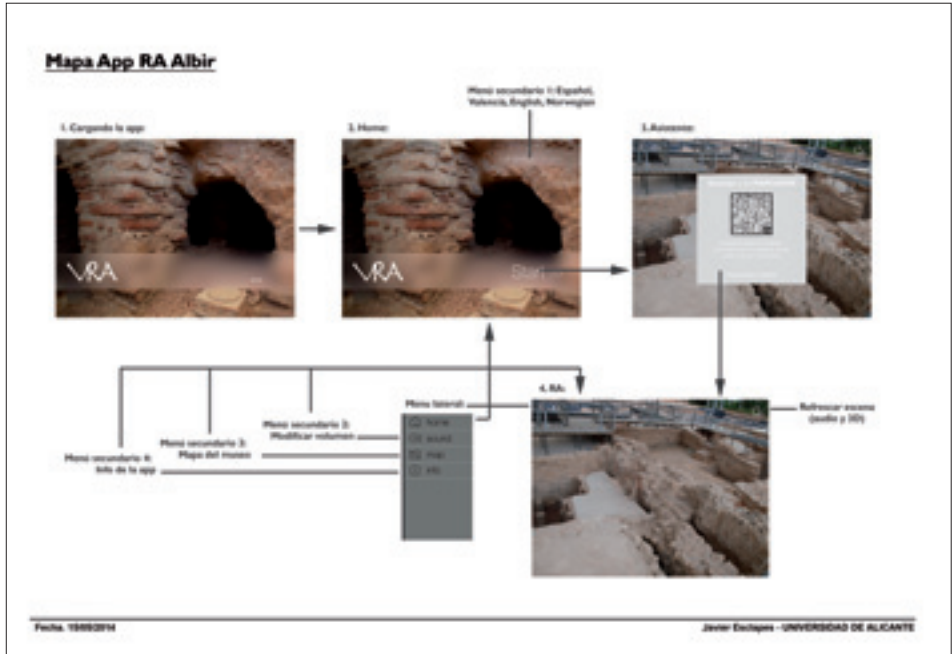 Mapa App RA Albir
Menú secundario 1: Español,
Valencià, English, Norwegian
1. Cargando la app:
2. Home:
3. Asistente:
VRA
VRA
Start
4. RA:
Menu lateral:
home
sound
map
info
Refrescar escena
(audio y 3D)
Menú secundario 2:
Modificar volumen
Menú secundario 3:
Mapa del museo
Menú secundario 4:
Info de la app
Fecha. 15/05/2014
Javier Esclapes - UNIVERSIDAD DE ALICANTE